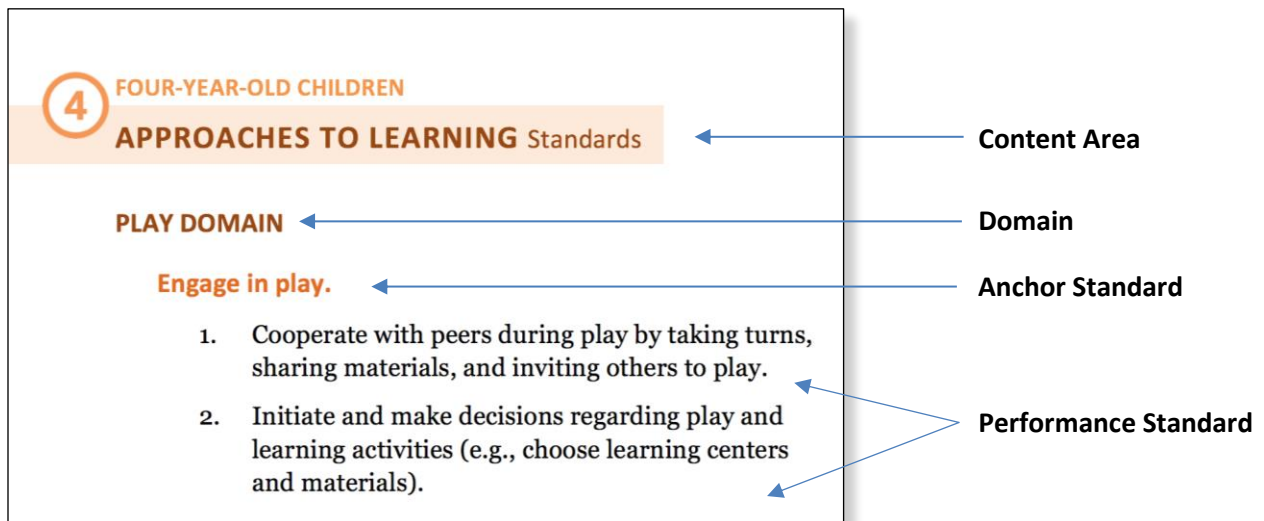 4
FOUR-YEAR-OLD CHILDREN
APPROACHES TO LEARNING Standards
Content Area
PLAY DOMAIN
Domain
Engage in play.
Anchor Standard
1. Cooperate with peers during play by taking turns,
sharing materials, and inviting others to play.
2. Initiate and make decisions regarding play and
learning activities (e.g., choose learning centers
and materials).
Performance Standard